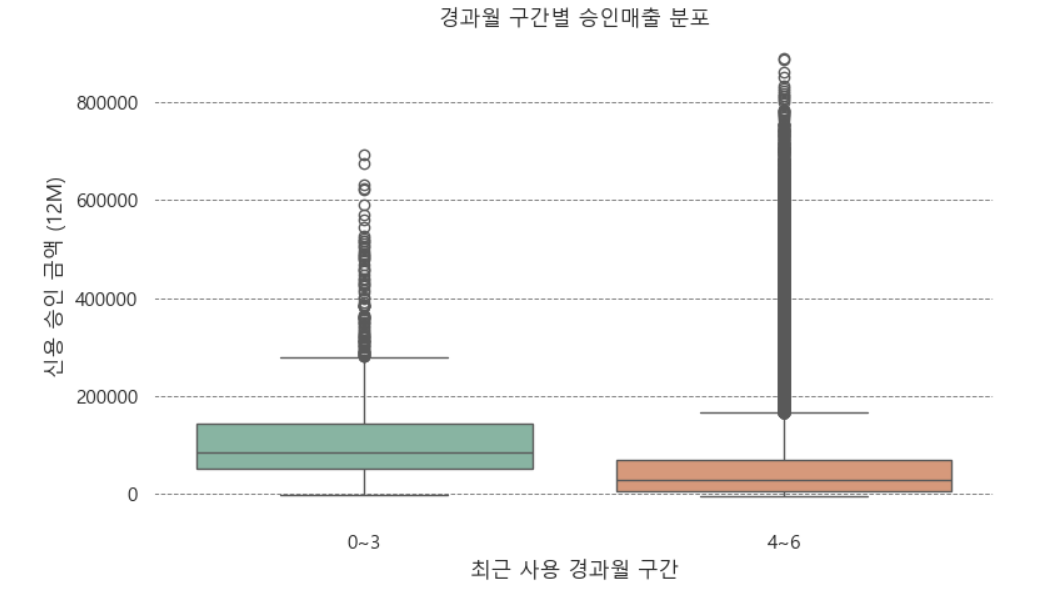 경과월 구간별 승인매출 분포
신용 승인 금액 (12M)
800000
600000
400000
200000
0
0~3
4~6
최근 사용 경과월 구간